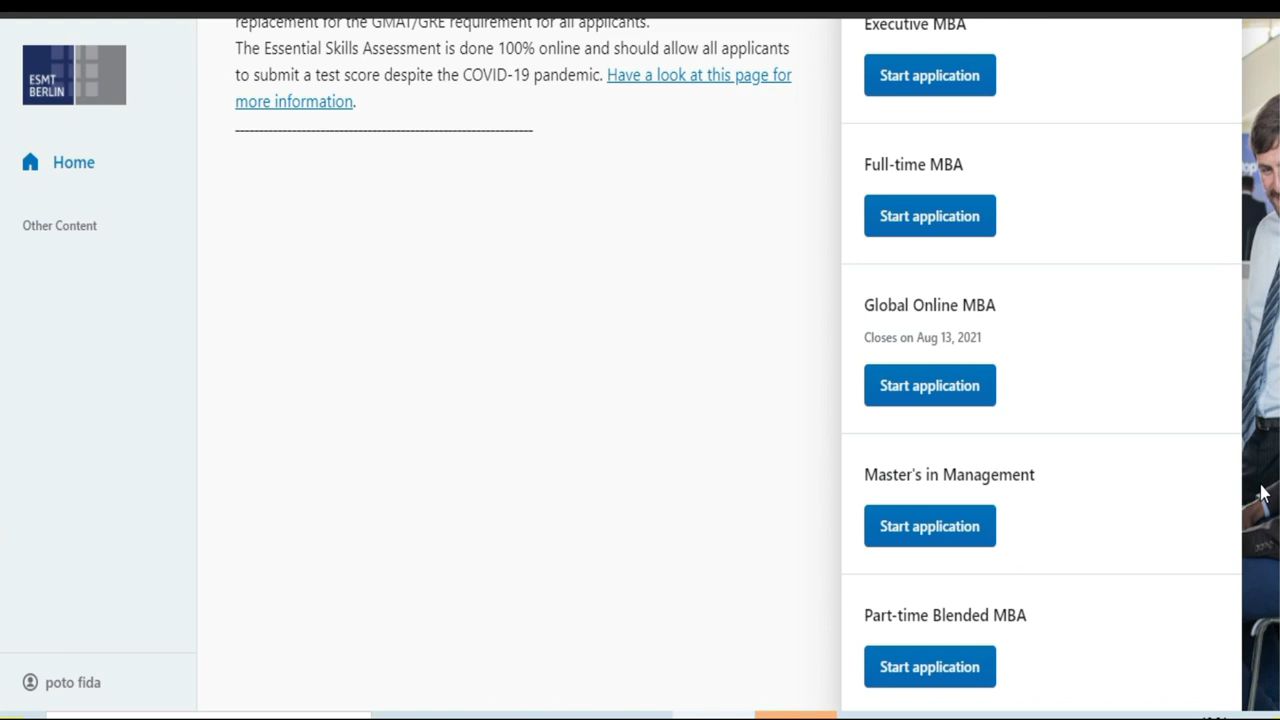 replacement for the GMAT/GRE requirement for all applicants.
The Essential Skills Assessment is done 100% online and should allow all applicants
to submit a test score despite the COVID-19 pandemic. Have a look at this page for
more information.
ESMT
BERLIN
Home
Other Content
poto fida
Executive MBA
Start application
Full-time MBA
Start application
Global Online MBA
Closes on Aug 13, 2021
Start application
Master's in Management
Start application
Part-time Blended MBA
Start application